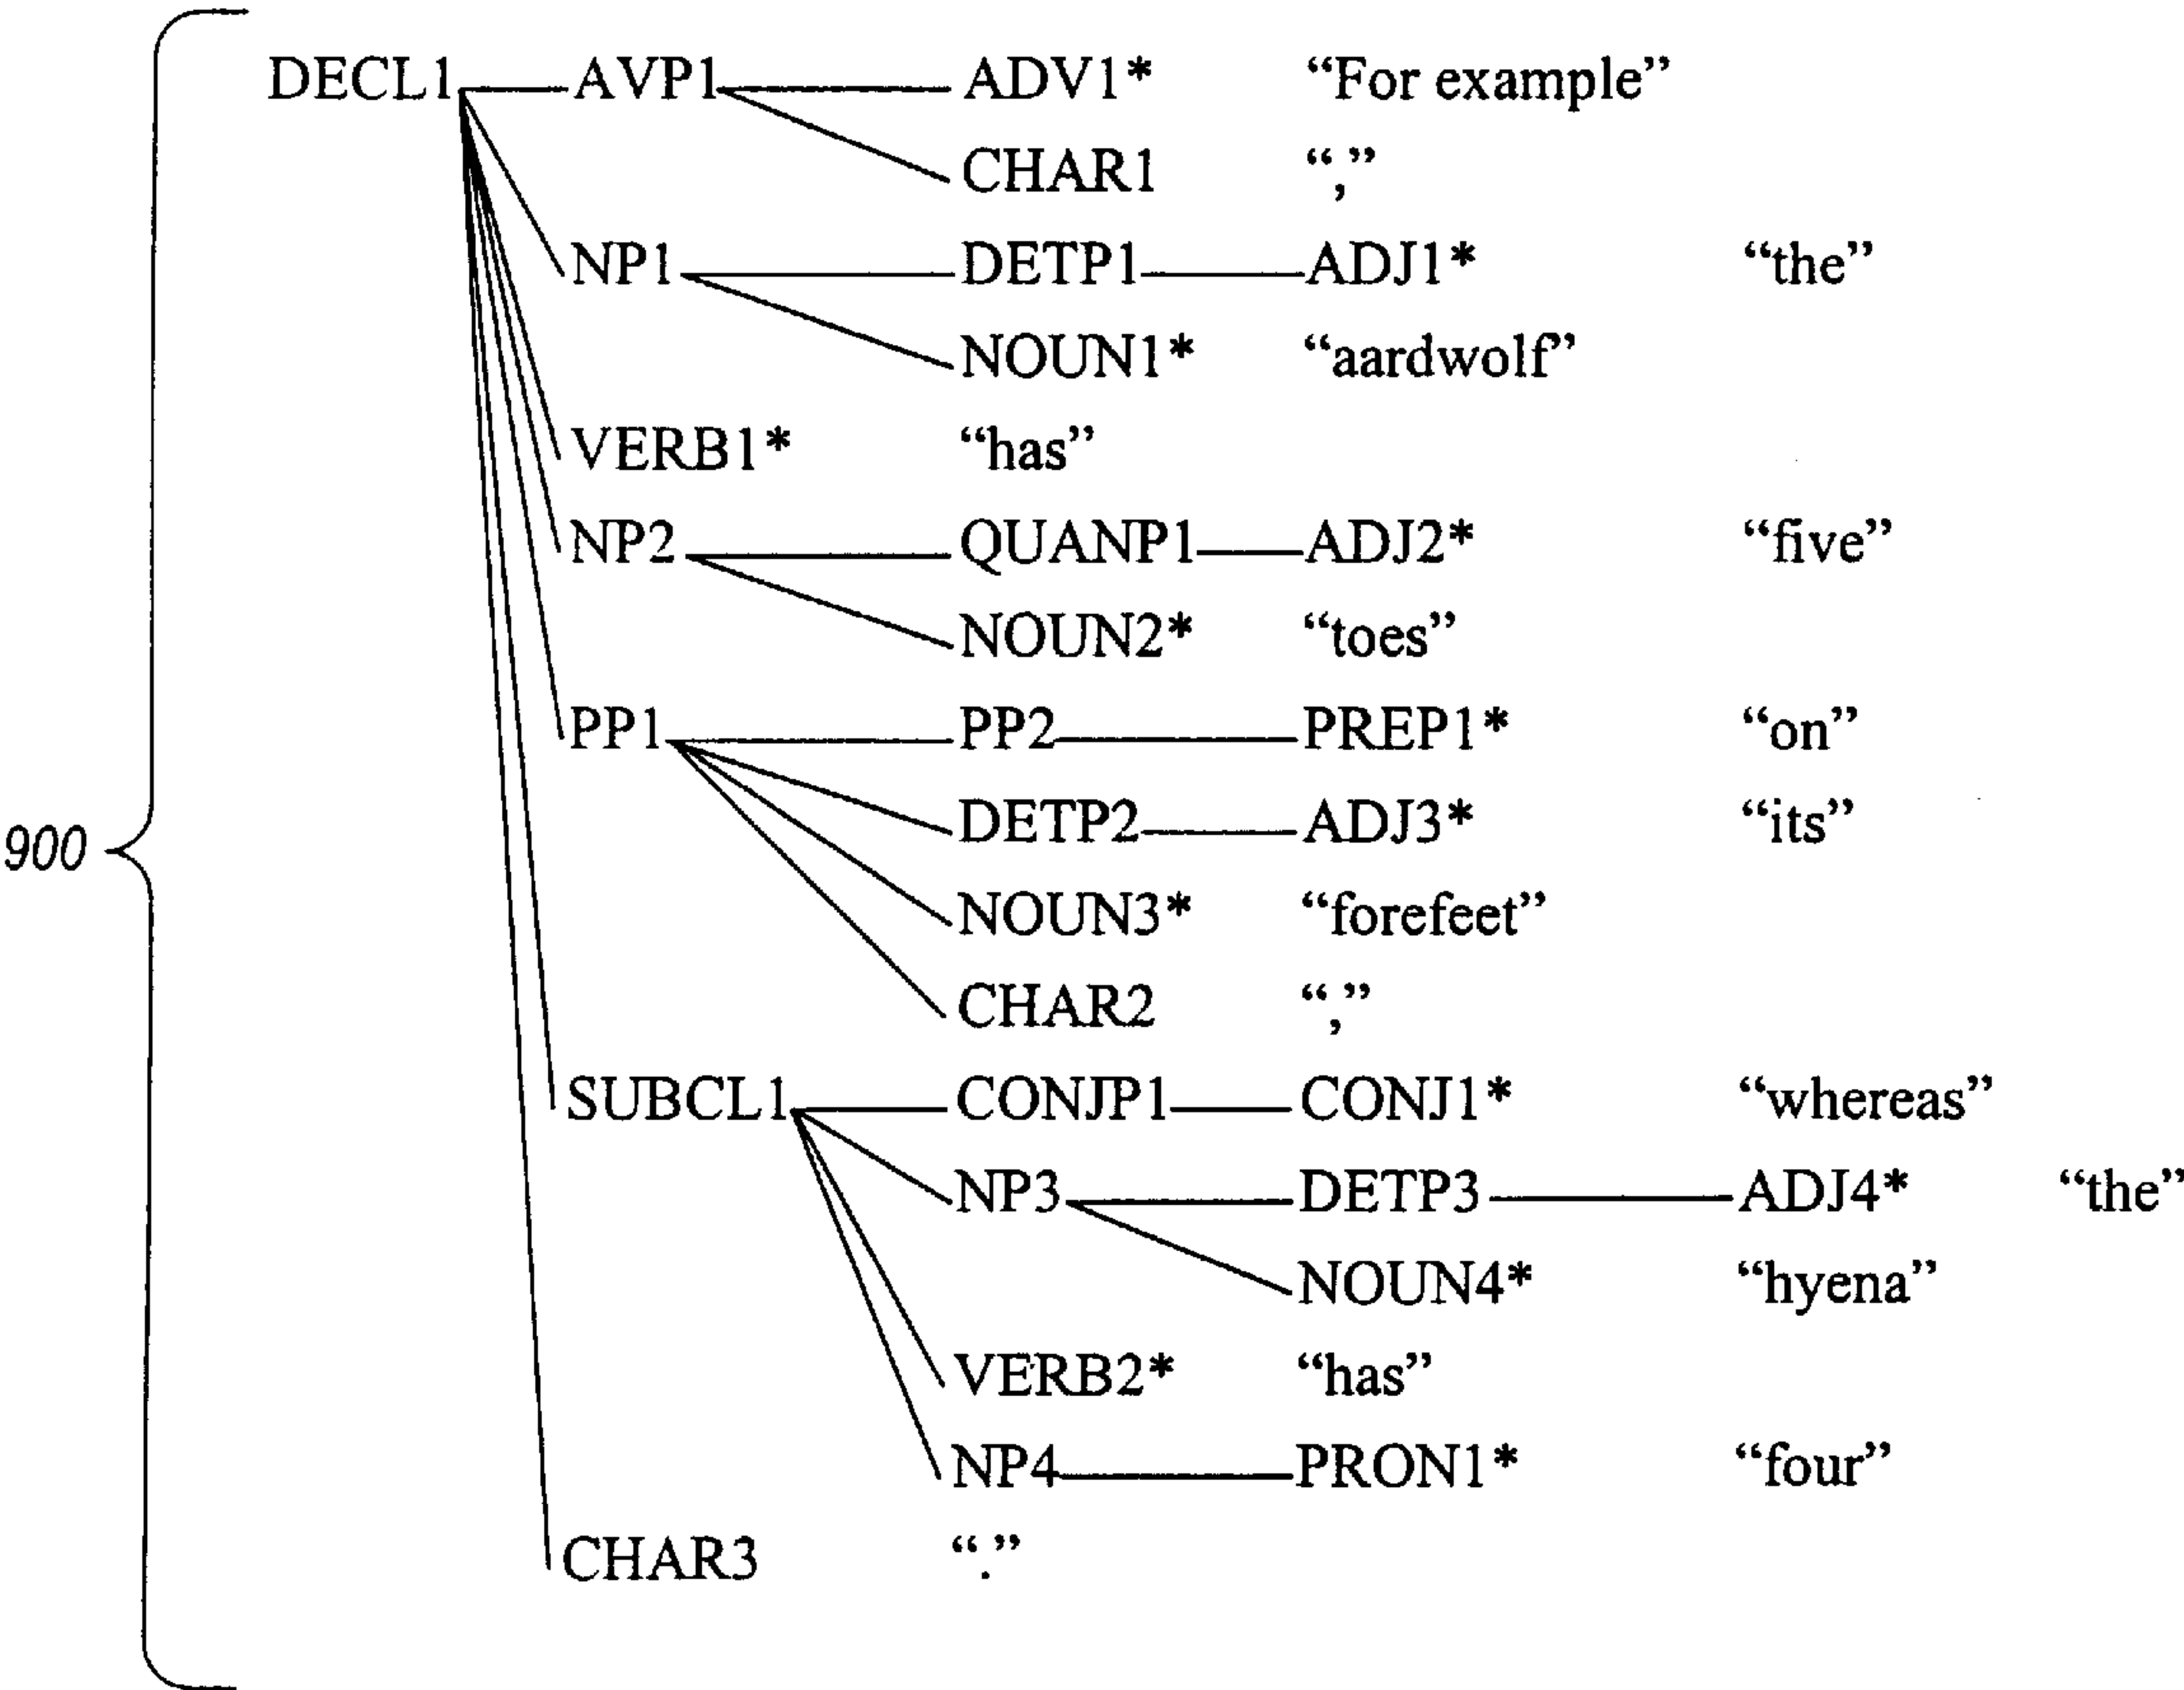 DECL1 AVP1 ADV1* “For example”
CHAR1 “,”
NP1 DETP1 ADJ1* “the”
NOUN1* “aardwolf”
VERB1* “has”
NP2 QUANP1 ADJ2* “five”
NOUN2* “toes”
PP1 PP2 PREP1* “on”
DETP2 ADJ3* “its”
900
NOUN3* “forefeet”
CHAR2 “,”
SUBCL1 CONJP1 CONJ1* “whereas”
NP3 DETP3 ADJ4* “the”
NOUN4* “hyena”
VERB2* “has”
NP4 PRON1* “four”
CHAR3 “.”